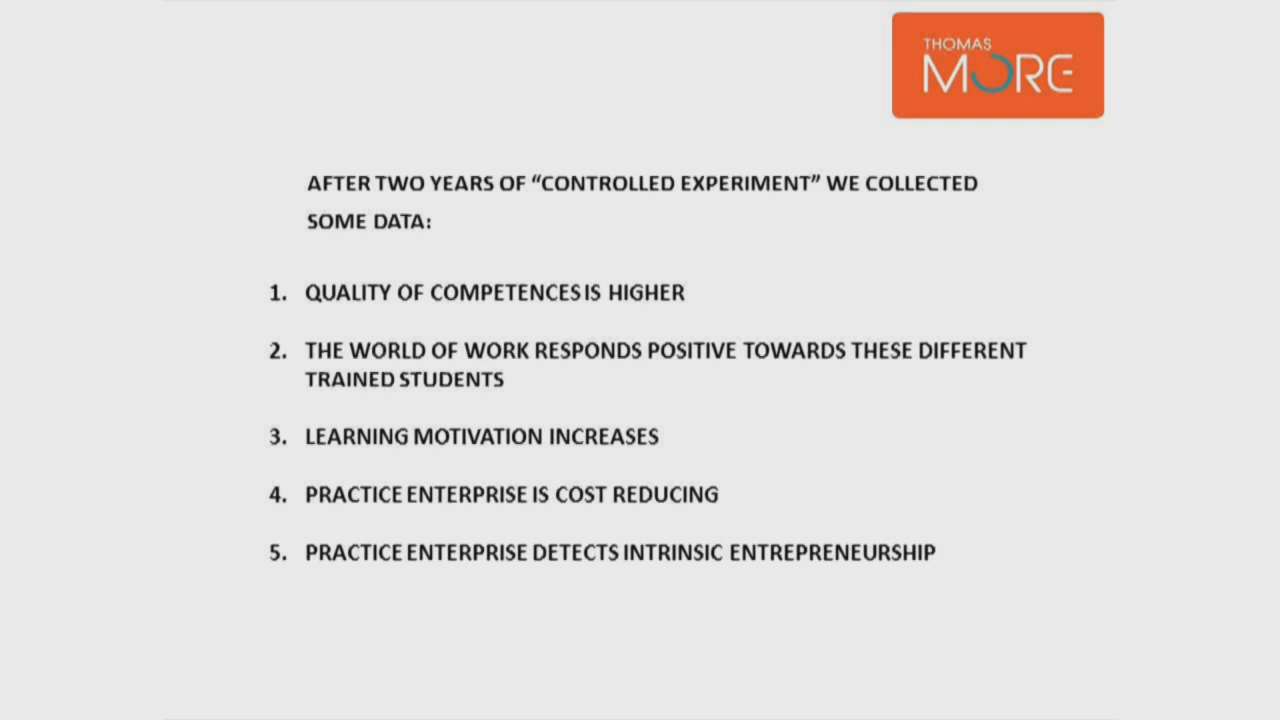 THOMAS
MORE
AFTER TWO YEARS OF “CONTROLLED EXPERIMENT” WE COLLECTED
SOME DATA:
1. QUALITY OF COMPETENCES IS HIGHER
2. THE WORLD OF WORK RESPONDS POSITIVE TOWARDS THESE DIFFERENT
TRAINED STUDENTS
3. LEARNING MOTIVATION INCREASES
4. PRACTICE ENTERPRISE IS COST REDUCING
5. PRACTICE ENTERPRISE DETECTS INTRINSIC ENTREPRENEURSHIP